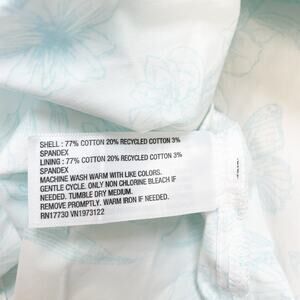 SHELL : 77% COTTON 20% RECYCLED COTTON 3%
SPANDEX
LINING : 77% COTTON 20% RECYCLED COTTON 3%
SPANDEX
MACHINE WASH WARM WITH LIKE COLORS.
GENTLE CYCLE. ONLY NON CHLORINE BLEACH IF
NEEDED. TUMBLE DRY MEDIUM.
REMOVE PROMPTLY. WARM IRON IF NEEDED.
RN17730 VN1973122